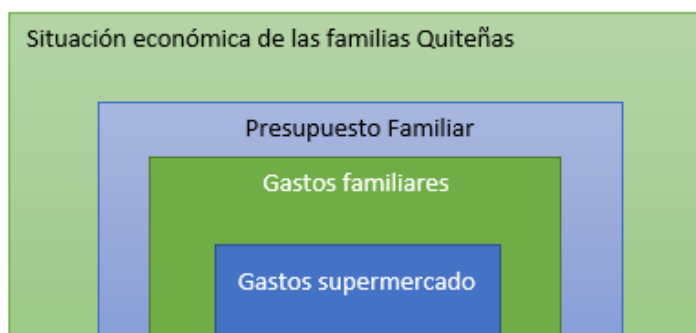 Situación económica de las familias Quiteñas
Presupuesto Familiar
Gastos familiares
Gastos supermercado